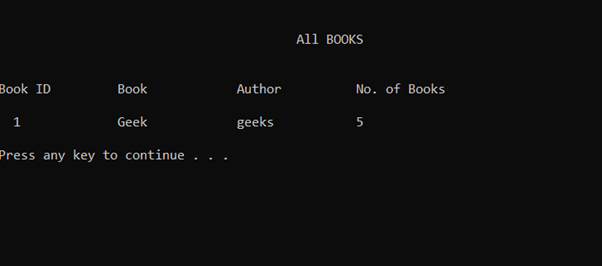 All BOOKS
Book ID Book Author No. of Books
1 Geek geeks 5
Press any key to continue . . .